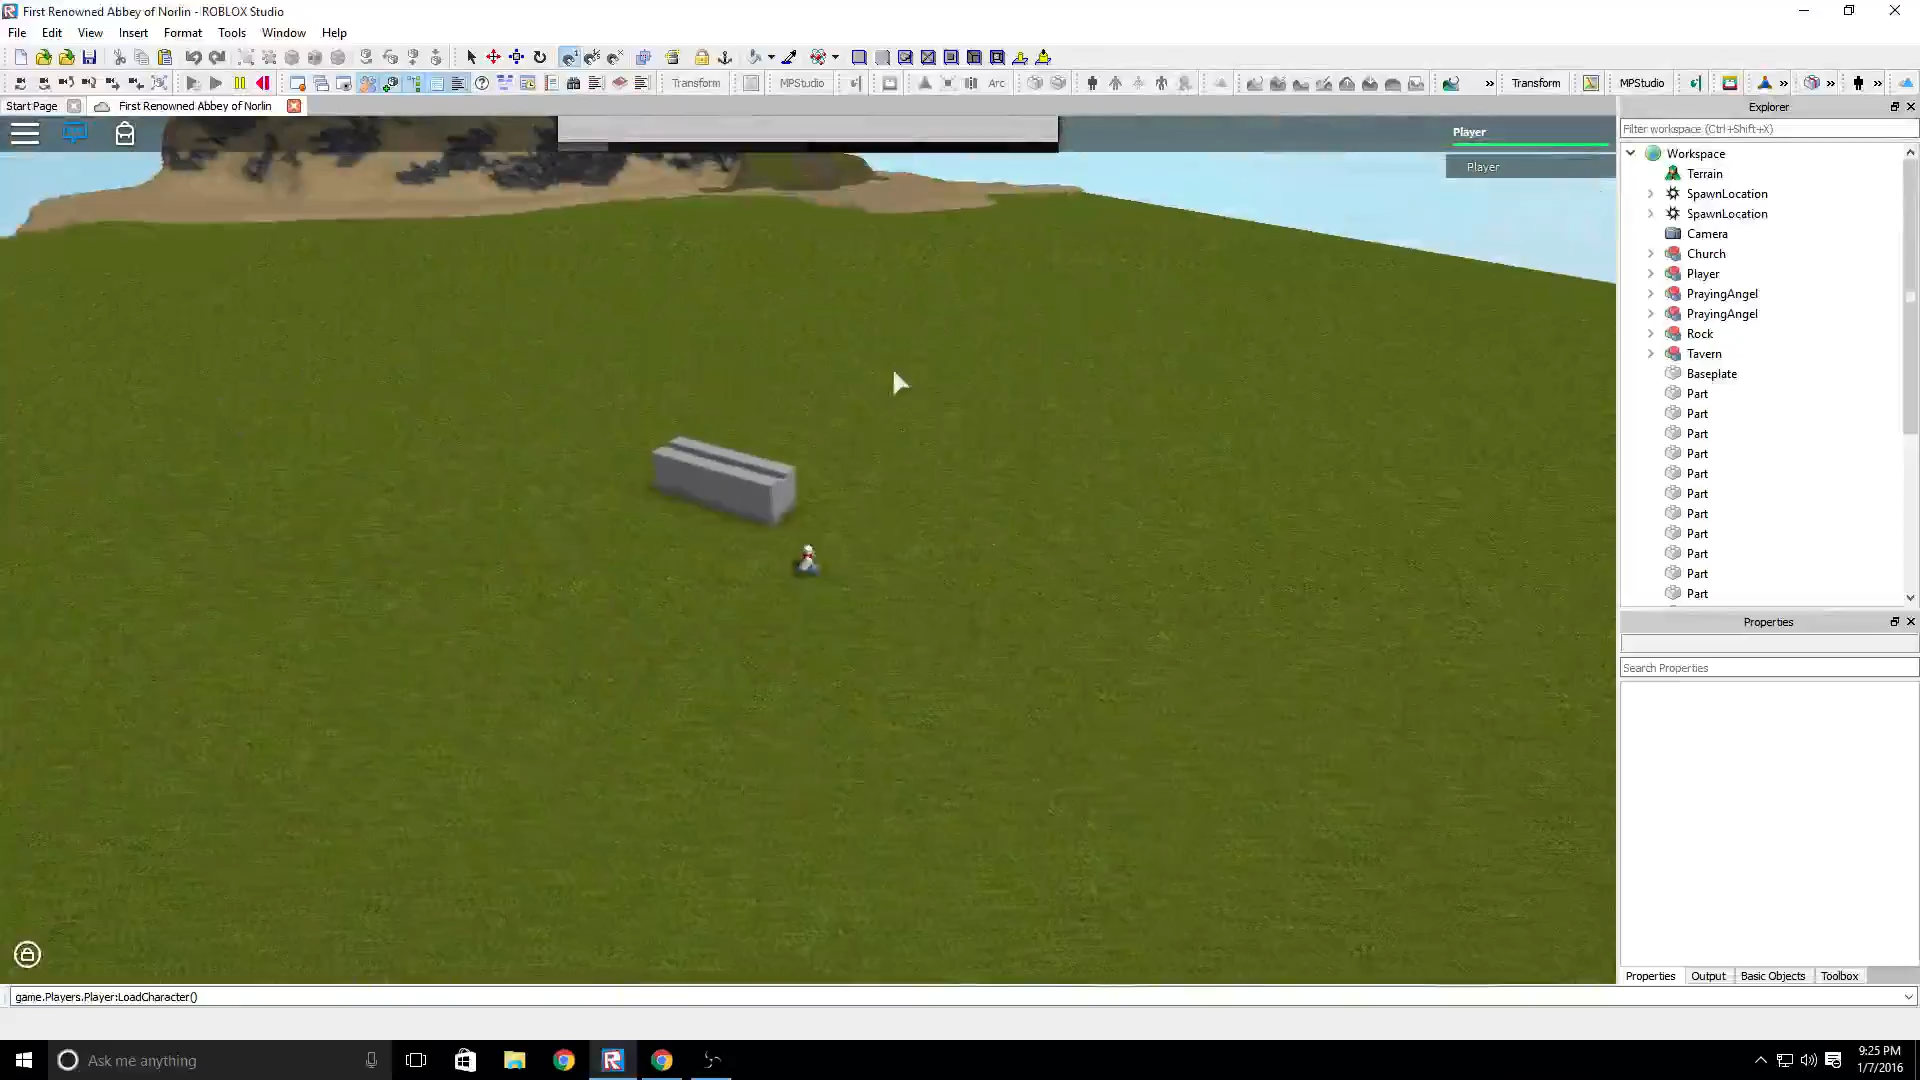 First Renowned Abbey of Norlin - ROBLOX Studio
File Edit View Insert Format Tools Window Help
Transform MPStudio Arc Transform MPStudio
Start Page First Renowned Abbey of Norlin Explorer
Player
Player
Filter workspace (Ctrl+Shift+X)
Workspace
Terrain
SpawnLocation
SpawnLocation
Camera
Church
Player
PrayingAngel
PrayingAngel
Rock
Tavern
Baseplate
Part
Part
Part
Part
Part
Part
Part
Part
Part
Part
Part
Properties
Search Properties
Properties Output Basic Objects Toolbox
game.Players.Player:LoadCharacter()
Ask me anything
9:25 PM
1/7/2016